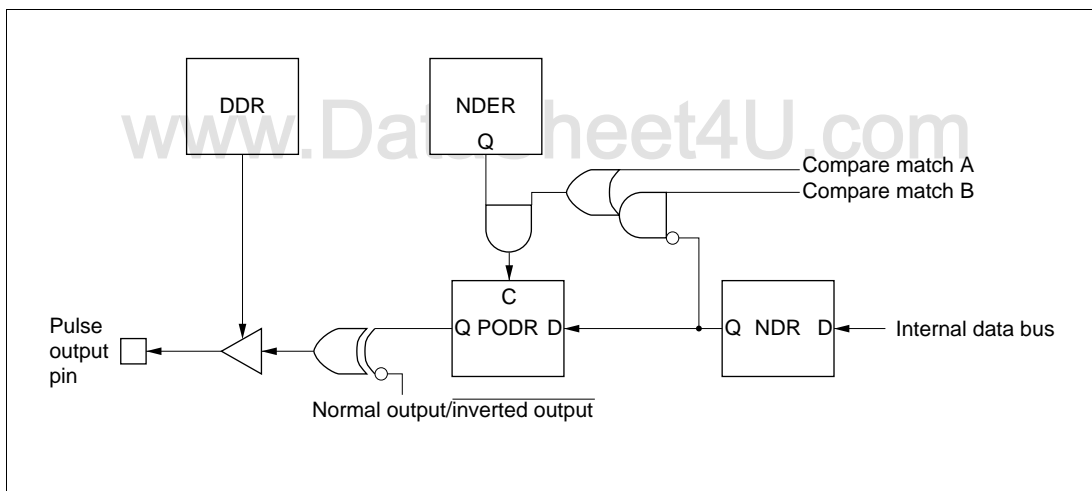 DDR
NDER
Q
www.DataSheet4U.com
Compare match A
Compare match B
C
Q PODR D
Q NDR D
Internal data bus
Pulse
output
pin
Normal output/inverted output